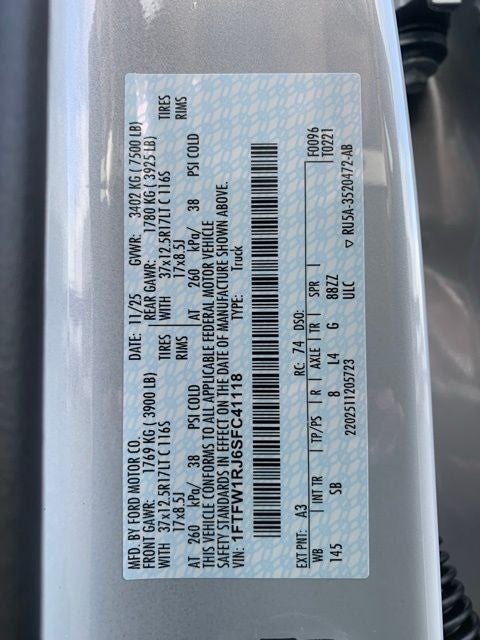 MFD. BY FORD MOTOR CO.
DATE: 11/25 GVWR: 3402 KG ( 7500 LB)
FRONT GAWR: 1769 KG ( 3900 LB) REAR GAWR: 1780 KG ( 3925 LB)
WITH 37x12.5R17LT C 116S TIRES WITH 37x12.5R17LT C 116S TIRES
17x8.5J RIMS 17x8.5J RIMS
AT 260 kPa/ 38 PSI COLD AT 260 kPa/ 38 PSI COLD
THIS VEHICLE CONFORMS TO ALL APPLICABLE FEDERAL MOTOR VEHICLE
SAFETY STANDARDS IN EFFECT ON THE DATE OF MANUFACTURE SHOWN ABOVE.
VIN: 1FTFW1RJ6SFC41118 TYPE: Truck
F0096
T0221
EXT PNT: A3 RC: 74 DSO:
WB INT TR TP/PS R AXLE TR SPR
145 SB 8 L4 G 88ZZ
ULC
2202511205723 ▽ RU5A-3520472-AB